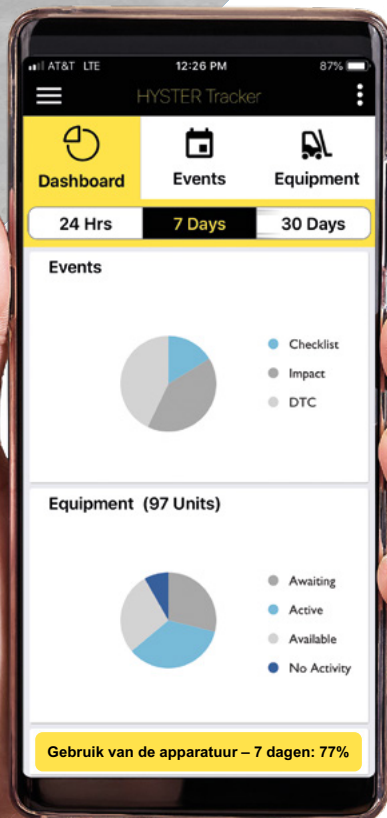 AT&T LTE 12:26 PM 87%
HYSTER Tracker
Dashboard Events Equipment
24 Hrs 7 Days 30 Days
Events
Checklist
Impact
DTC
Equipment (97 Units)
Awaiting
Active
Available
No Activity
Gebruik van de apparatuur – 7 dagen: 77%